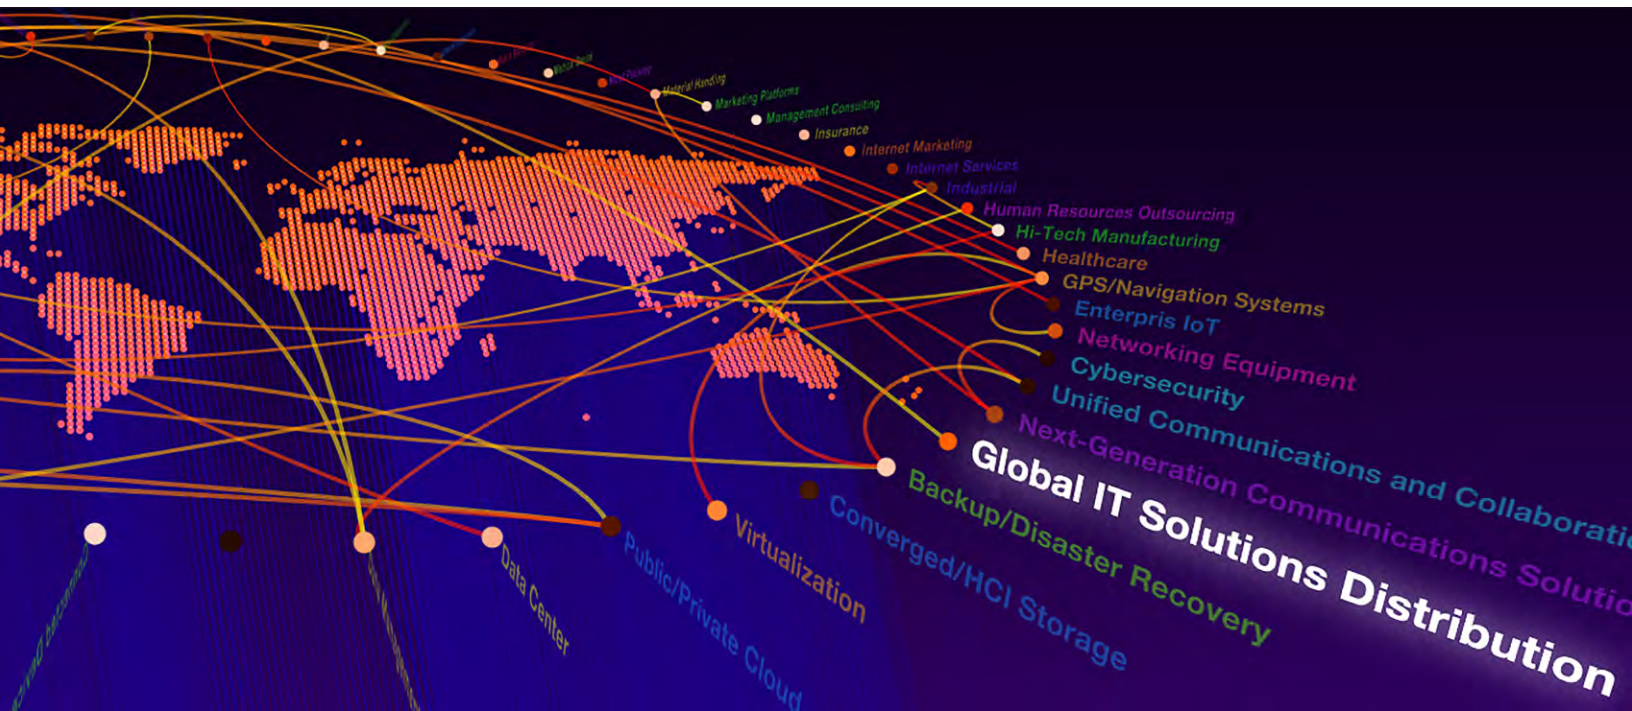 Material Handling
Marketing Platforms
Management Consulting
Insurance
Internet Marketing
Internet Services
Industrial
Human Resources Outsourcing
Hi-Tech Manufacturing
Healthcare
GPS/Navigation Systems
Enterpris IoT
Networking Equipment
Cybersecurity
Unified Communications and Collaborati
Next-Generation Communications Solutio
Global IT Solutions Distribution
Backup/Disaster Recovery
Converged/HCI Storage
Virtualization
Public/Private Cloud
Data Center